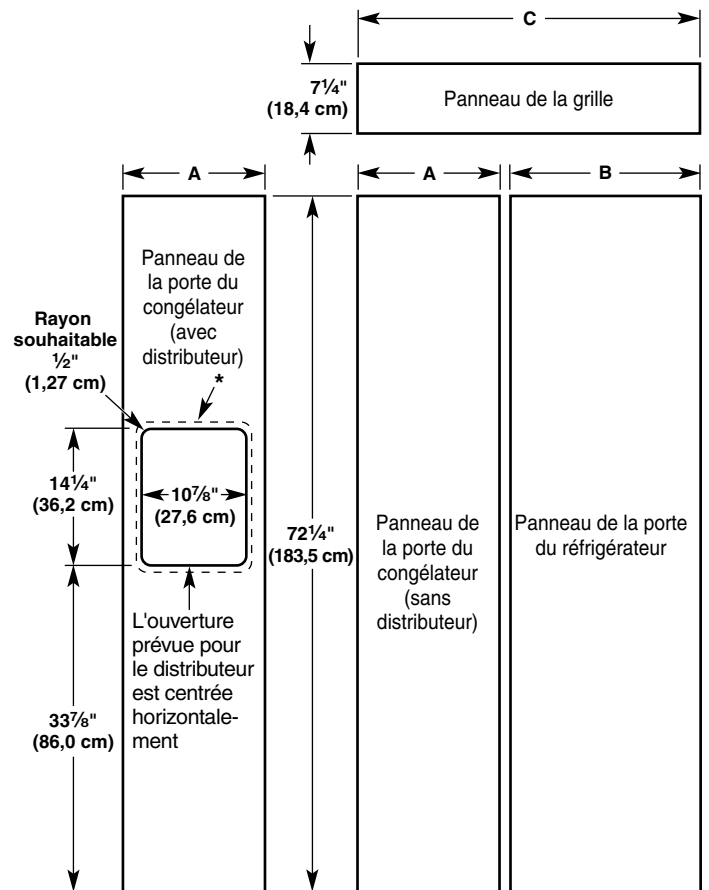 C
7¼"
(18,4 cm)
Panneau de la grille
A
A
B
Panneau de
la porte du
congélateur
(avec
distributeur)
*
Rayon
souhaitable
½"
(1,27 cm)
14¼"
(36,2 cm)
10⅞"
(27,6 cm)
72¼"
(183,5 cm)
Panneau de
la porte du
congélateur
(sans
distributeur)
Panneau de la porte
du réfrigérateur
L'ouverture
prévue pour
le distributeur
est centrée
horizontale-
ment
33⅞"
(86,0 cm)